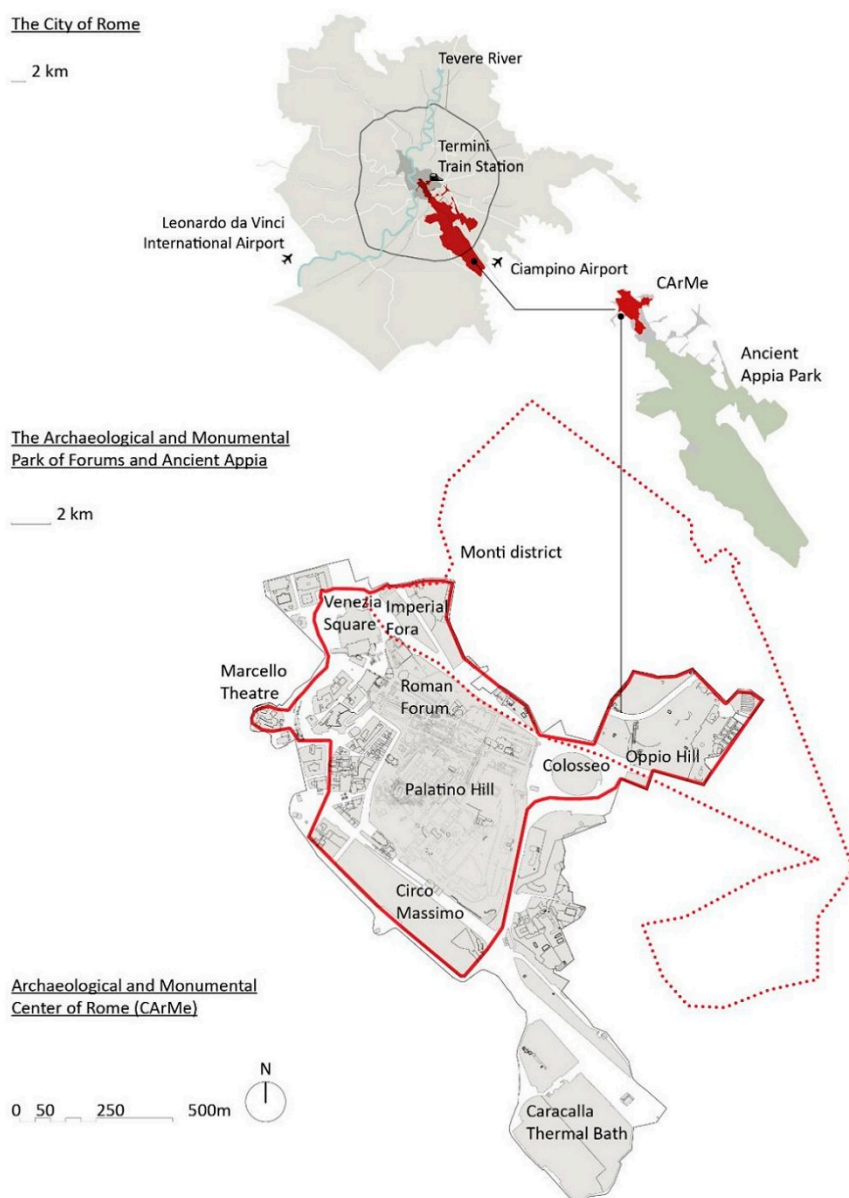 The City of Rome
2 km
Tevere River
Termini
Train Station
Leonardo da Vinci
International Airport
Ciampino Airport
CArMe
Ancient
Appia Park
The Archaeological and Monumental
Park of Forums and Ancient Appia
2 km
Monti district
Venezia
Square
Imperial
Fora
Marcello
Theatre
Roman
Forum
Colosseo
Oppio Hill
Palatino Hill
Circo
Massimo
Archaeological and Monumental
Center of Rome (CArMe)
N
0 50 250 500m
Caracalla
Thermal Bath